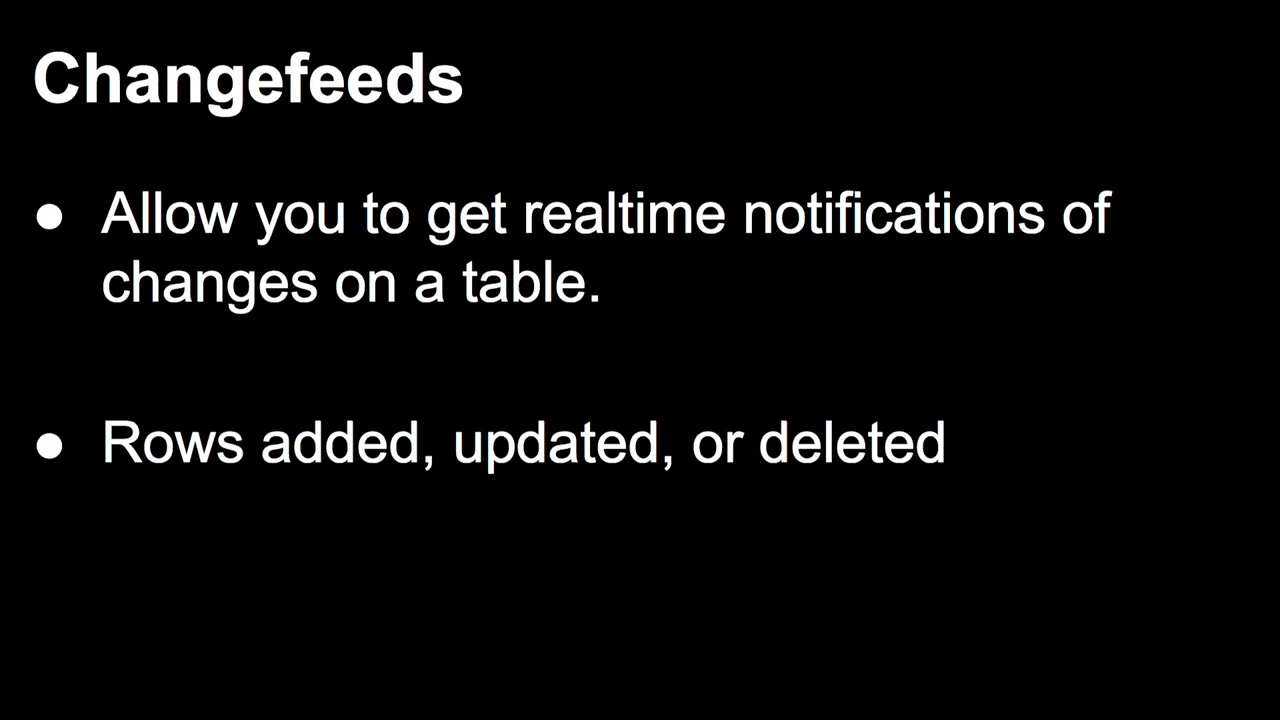 Changefeeds
● Allow you to get realtime notifications of
changes on a table.
● Rows added, updated, or deleted